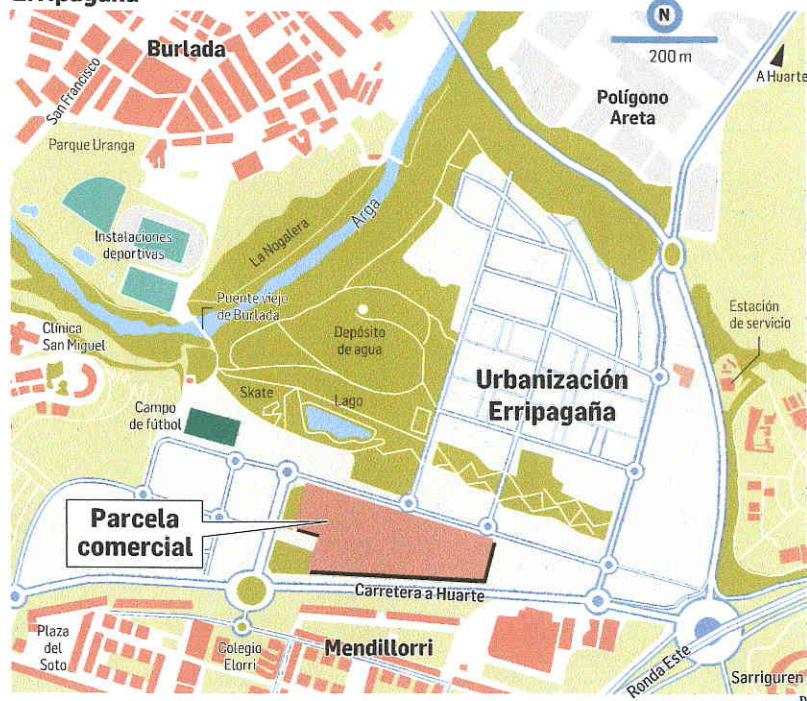 Erripagaña
Burlada
San Francisco
Parque Uranga
N
200 m
A Huarte
Polígono
Areta
La Nogalera
Arga
Instalaciones
deportivas
Puente viejo
de Burlada
Clínica
San Miguel
Depósito
de agua
Estación
de servicio
Skate
Lago
Urbanización
Erripagaña
Campo
de fútbol
Parcela
comercial
Carretera a Huarte
Plaza
del
Soto
Colegio
Elorri
Mendillorri
Ronda Este
Sarriguren